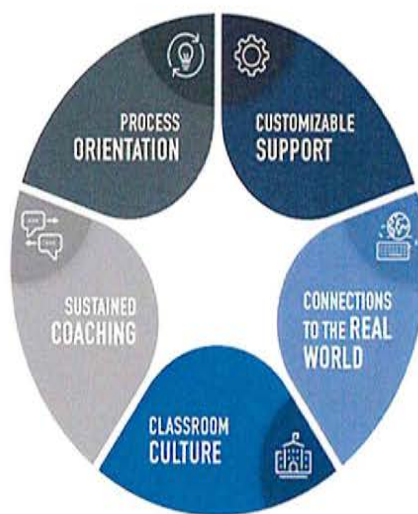 PROCESS
ORIENTATION
CUSTOMIZABLE
SUPPORT
CONNECTIONS
TO THE REAL
WORLD
CLASSROOM
CULTURE
SUSTAINED
COACHING